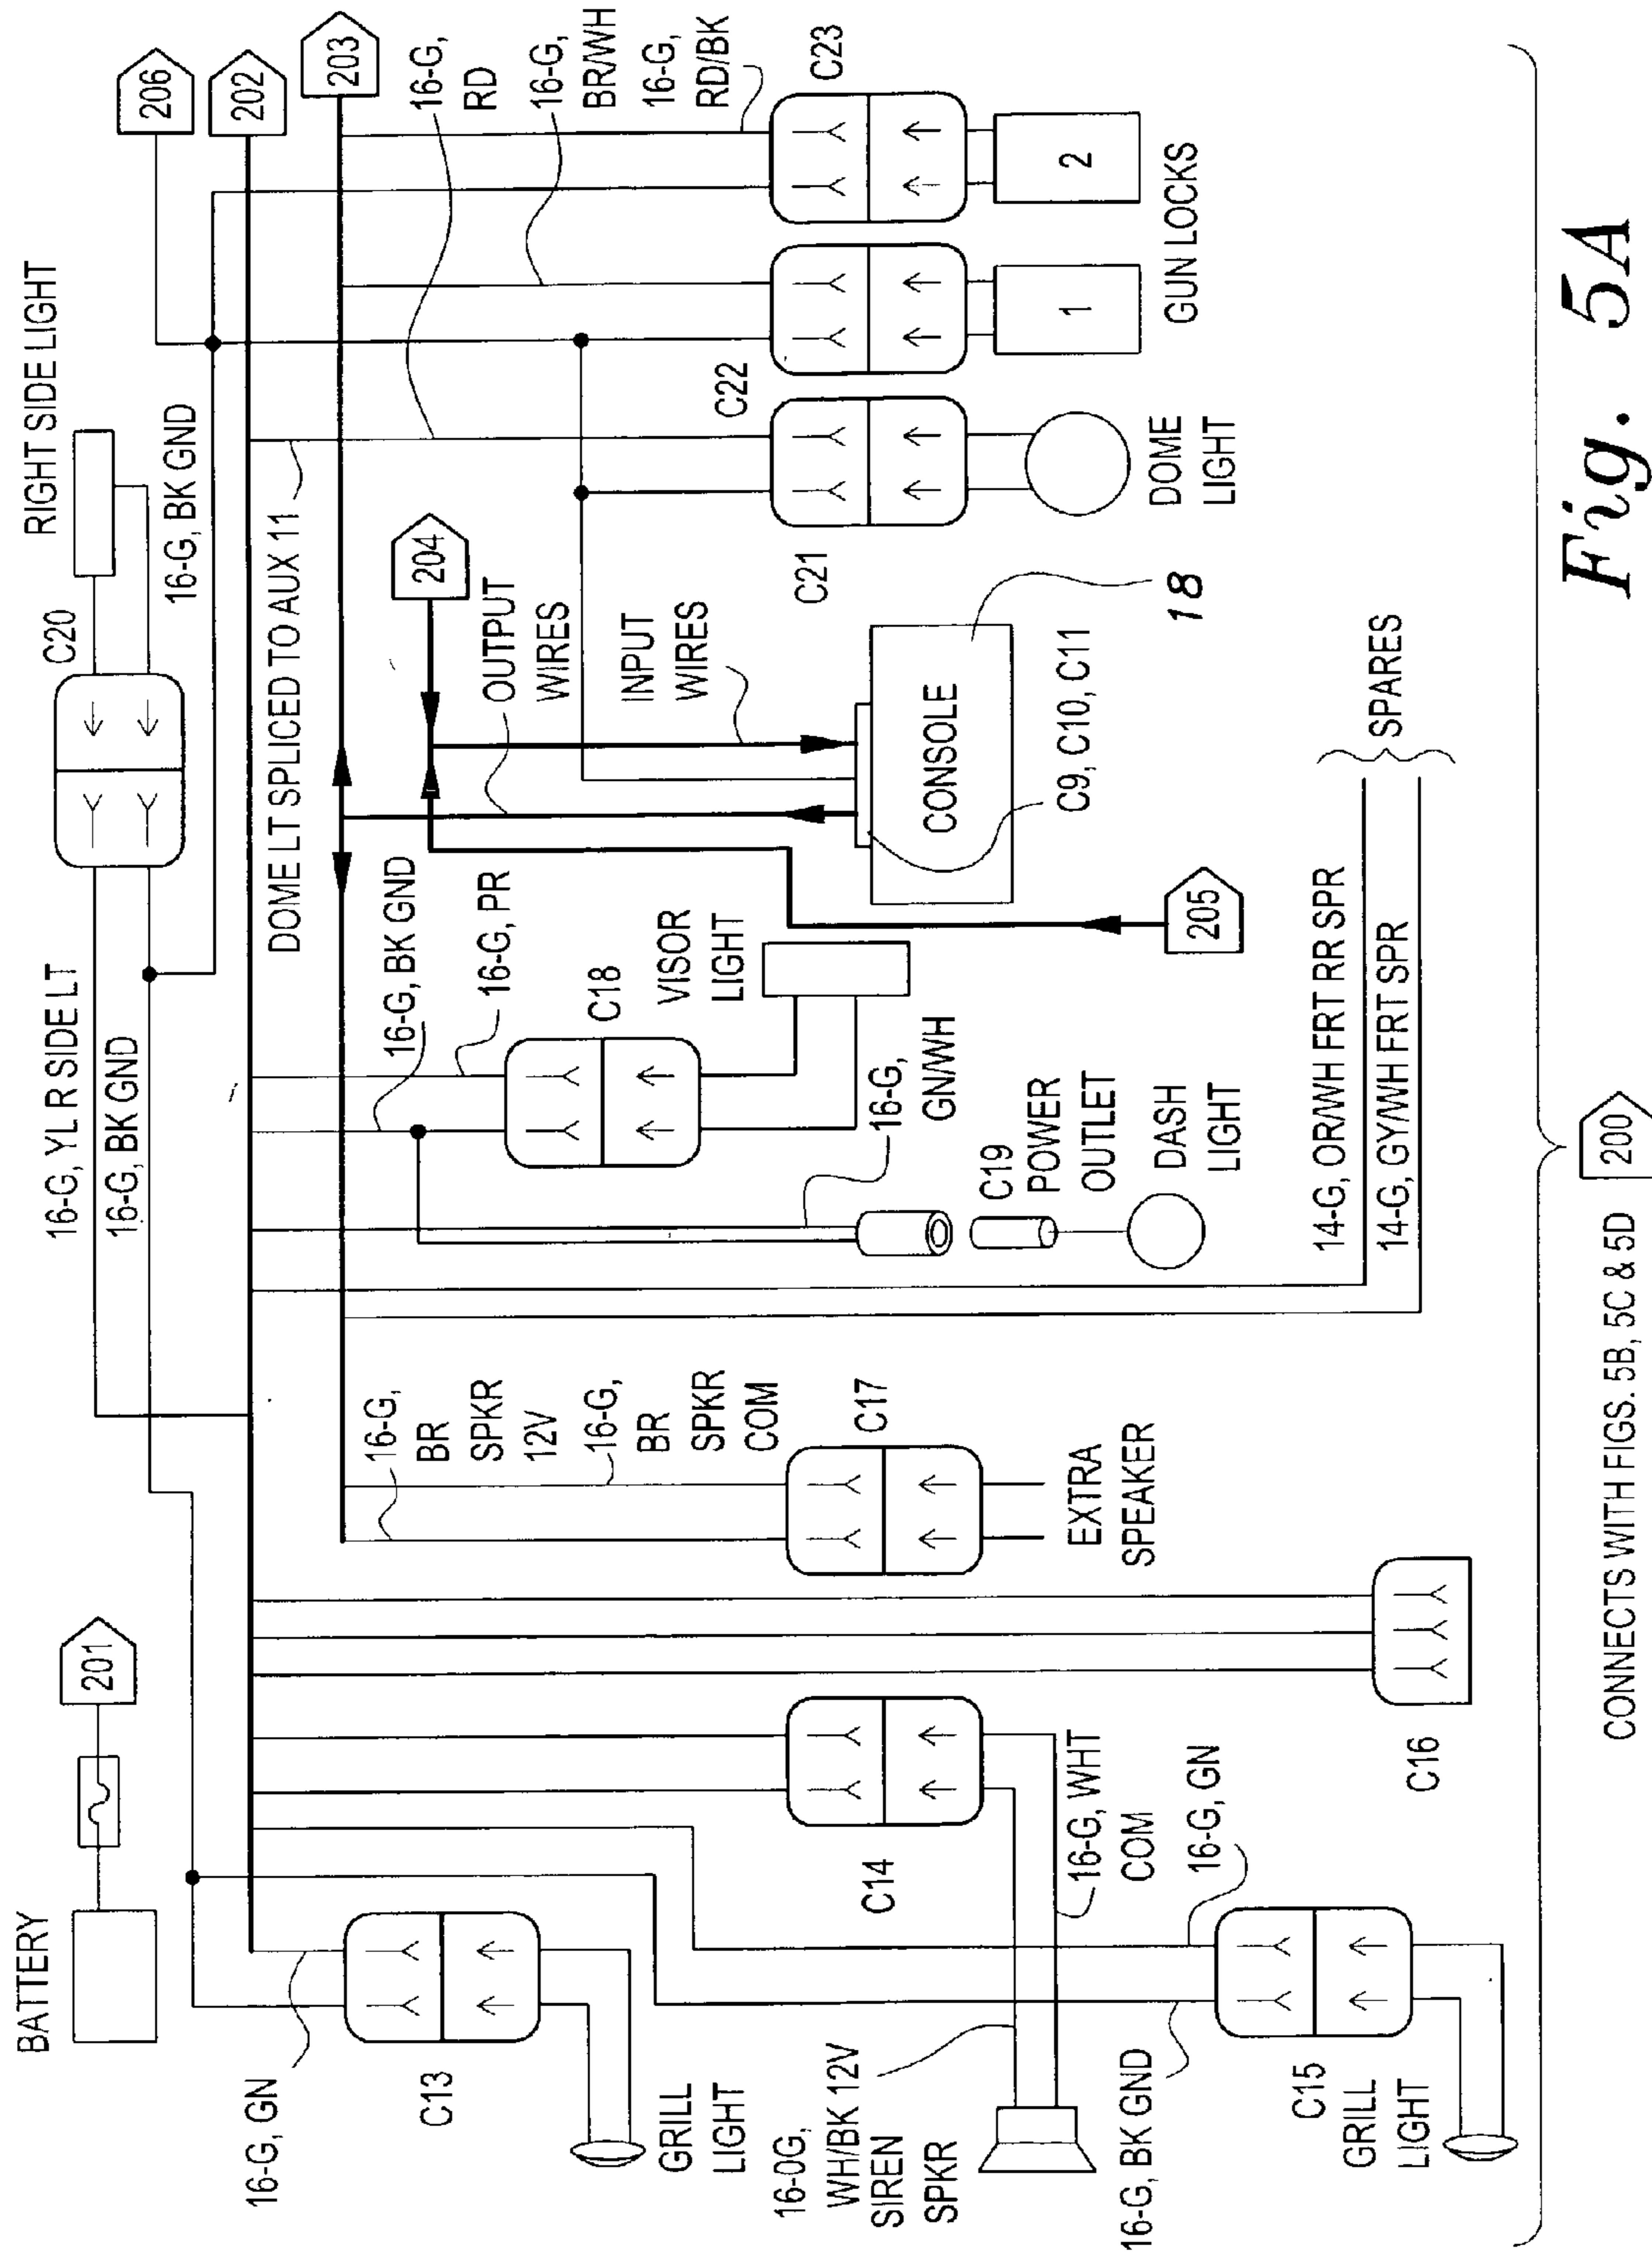 BATTERY
201
16-G, GN
C13
GRILL
LIGHT
16-0G,
WH/BK 12V
SIREN
SPKR
16-G, BK GND
C15
GRILL
LIGHT
C14
16-G, WHT
COM
16-G, GN
C16
16-G, YL R SIDE LT
16-G, BK GND
C20
RIGHT SIDE LIGHT
16-G, BK GND
206
202
203
DOME LT SPLICED TO AUX 11
16-G,
BR
SPKR
12V
16-G,
BR
SPKR
COM
C17
EXTRA
SPEAKER
16-G, BK GND
16-G, PR
C18
VISOR
LIGHT
16-G,
GN/WH
C19
POWER
OUTLET
DASH
LIGHT
204
OUTPUT
WIRES
INPUT
WIRES
CONSOLE
C9, C10, C11
18
205
16-G,
RD
16-G,
BR/WH
16-G,
RD/BK
C21
C22
C23
DOME
LIGHT
1
2
GUN LOCKS
14-G, OR/WH FRT RR SPR
14-G, GY/WH FRT SPR
SPARES
CONNECTS WITH FIGS. 5B, 5C & 5D
200
Fig. 5A